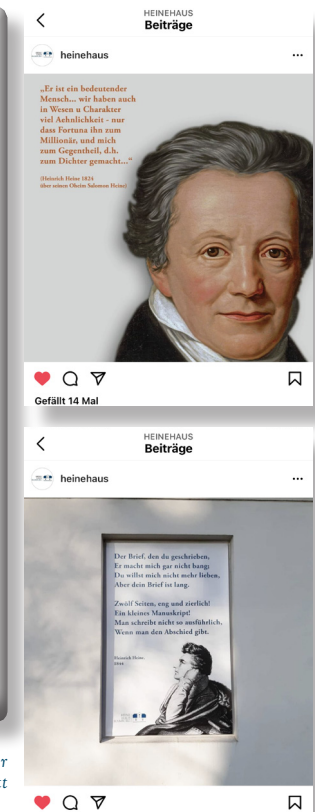 HEINEHAUS
Beiträge
heinehaus
„Er ist ein bedeutender
Mensch... wir haben auch
in Wesen u Charakter
viel Aehnlichkeit - nur
dass Fortuna ihn zum
Millionär, und mich
zum Gegentheil, d.h.
zum Dichter gemacht...“
(Heinrich Heine 1824
über seinen Oheim Salomon Heine)
Gefällt 14 Mal
HEINEHAUS
Beiträge
heinehaus
Der Brief, den du geschrieben,
Er macht mich gar nicht bang;
Du willst mich nicht mehr lieben,
Aber dein Brief ist lang.
Zwölf Seiten, eng und zierlich!
Ein kleines Manuskript!
Man schreibt nicht so ausführlich,
Wenn man den Abschied gibt.
Heinrich Heine,
1844